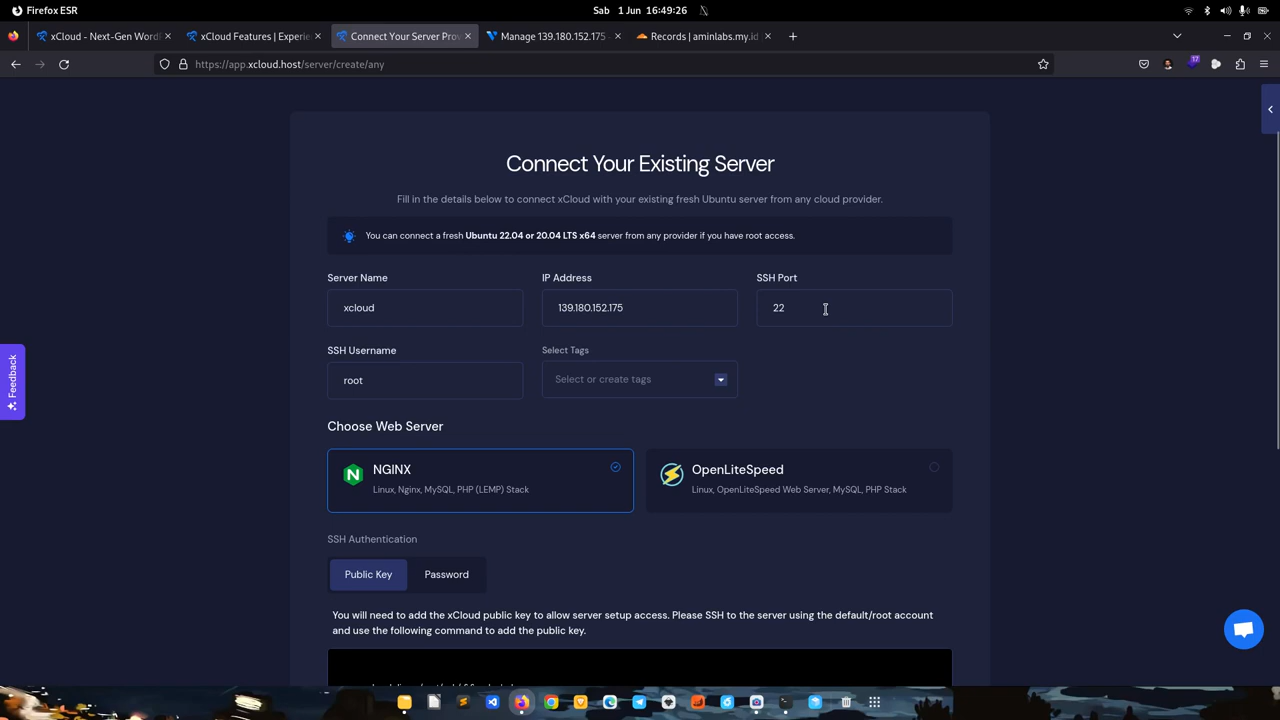 Firefox ESR
Sab 1 Jun 16:49:26
xCloud - Next-Gen Word
xCloud Features | Experie
Connect Your Server Prov
Manage 139.180.152.175 -
Records | aminlabs.my.id
https://app.xcloud.host/server/create/any
17
Connect Your Existing Server
Fill in the details below to connect xCloud with your existing fresh Ubuntu server from any cloud provider.
You can connect a fresh Ubuntu 22.04 or 20.04 LTS x64 server from any provider if you have root access.
Server Name
IP Address
SSH Port
xcloud
139.180.152.175
22
SSH Username
Select Tags
root
Select or create tags
Choose Web Server
NGINX
Linux, Nginx, MySQL, PHP (LEMP) Stack
OpenLiteSpeed
Linux, OpenLiteSpeed Web Server, MySQL, PHP Stack
SSH Authentication
Public Key
Password
You will need to add the xCloud public key to allow server setup access. Please SSH to the server using the default/root account
and use the following command to add the public key.
Feedback